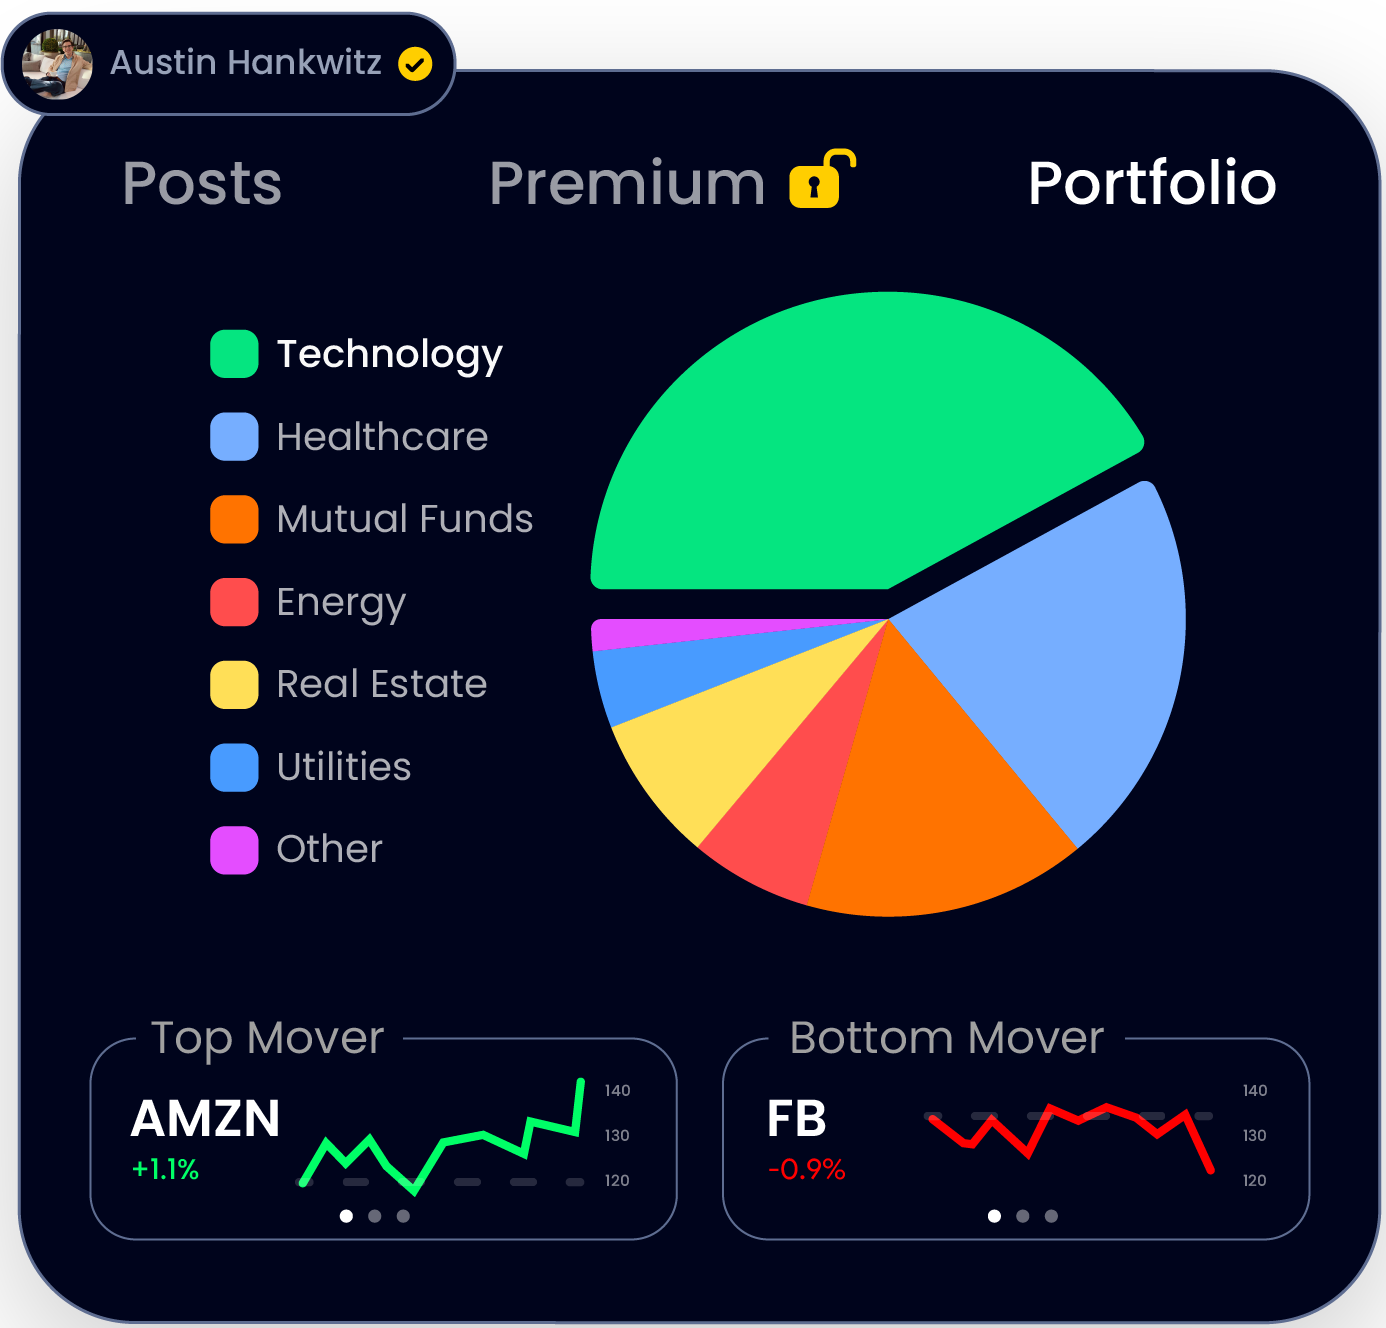 Austin Hankwitz
Posts
Premium
Portfolio
Technology
Healthcare
Mutual Funds
Energy
Real Estate
Utilities
Other
Top Mover
AMZN
+1.1%
140
130
120
Bottom Mover
FB
-0.9%
140
130
120